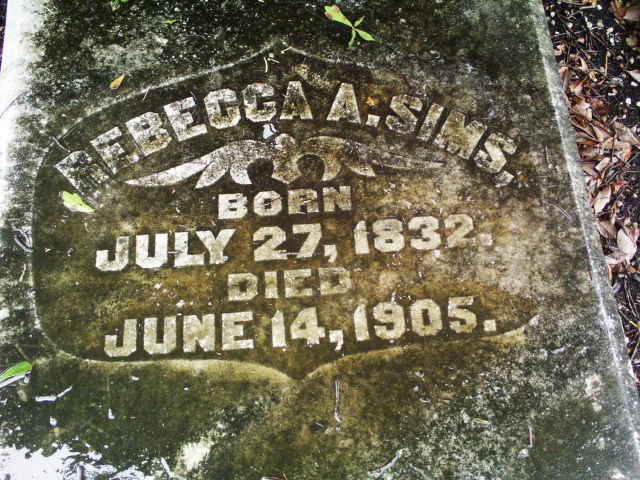 REBECCA A. SIMS.
BORN
JULY 27, 1832.
DIED
JUNE 14, 1905.